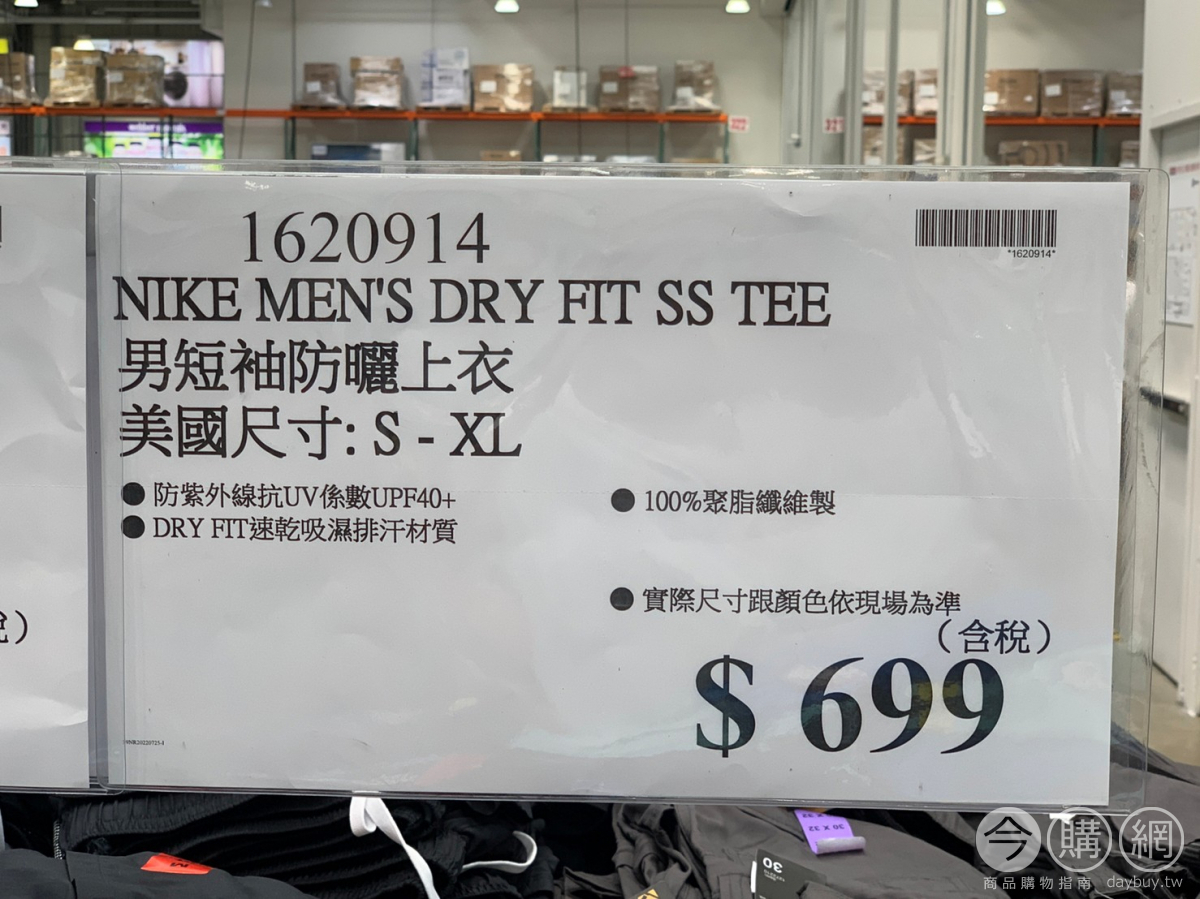 1620914
*1620914*
NIKE MEN'S DRY FIT SS TEE
男短袖防曬上衣
美國尺寸: S - XL
● 防紫外線抗UV係數UPF40+
● 100%聚脂纖維製
● DRY FIT速乾吸濕排汗材質
● 實際尺寸跟顏色依現場為準
(含稅)
稅)
$ 699
M
30 X 32
30
今購網
商品購物指南 daybuy.tw